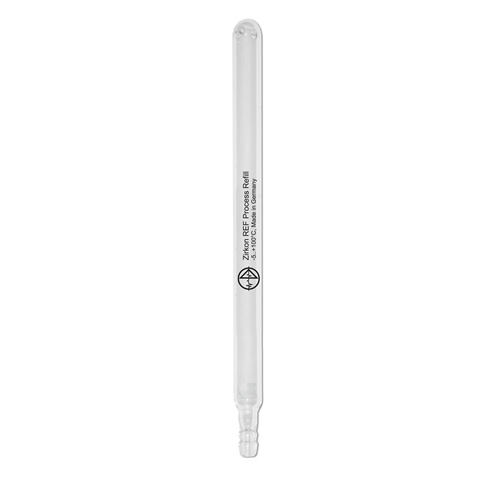 Zirkon REF Process Refill
-5..+100°C, Made in Germany